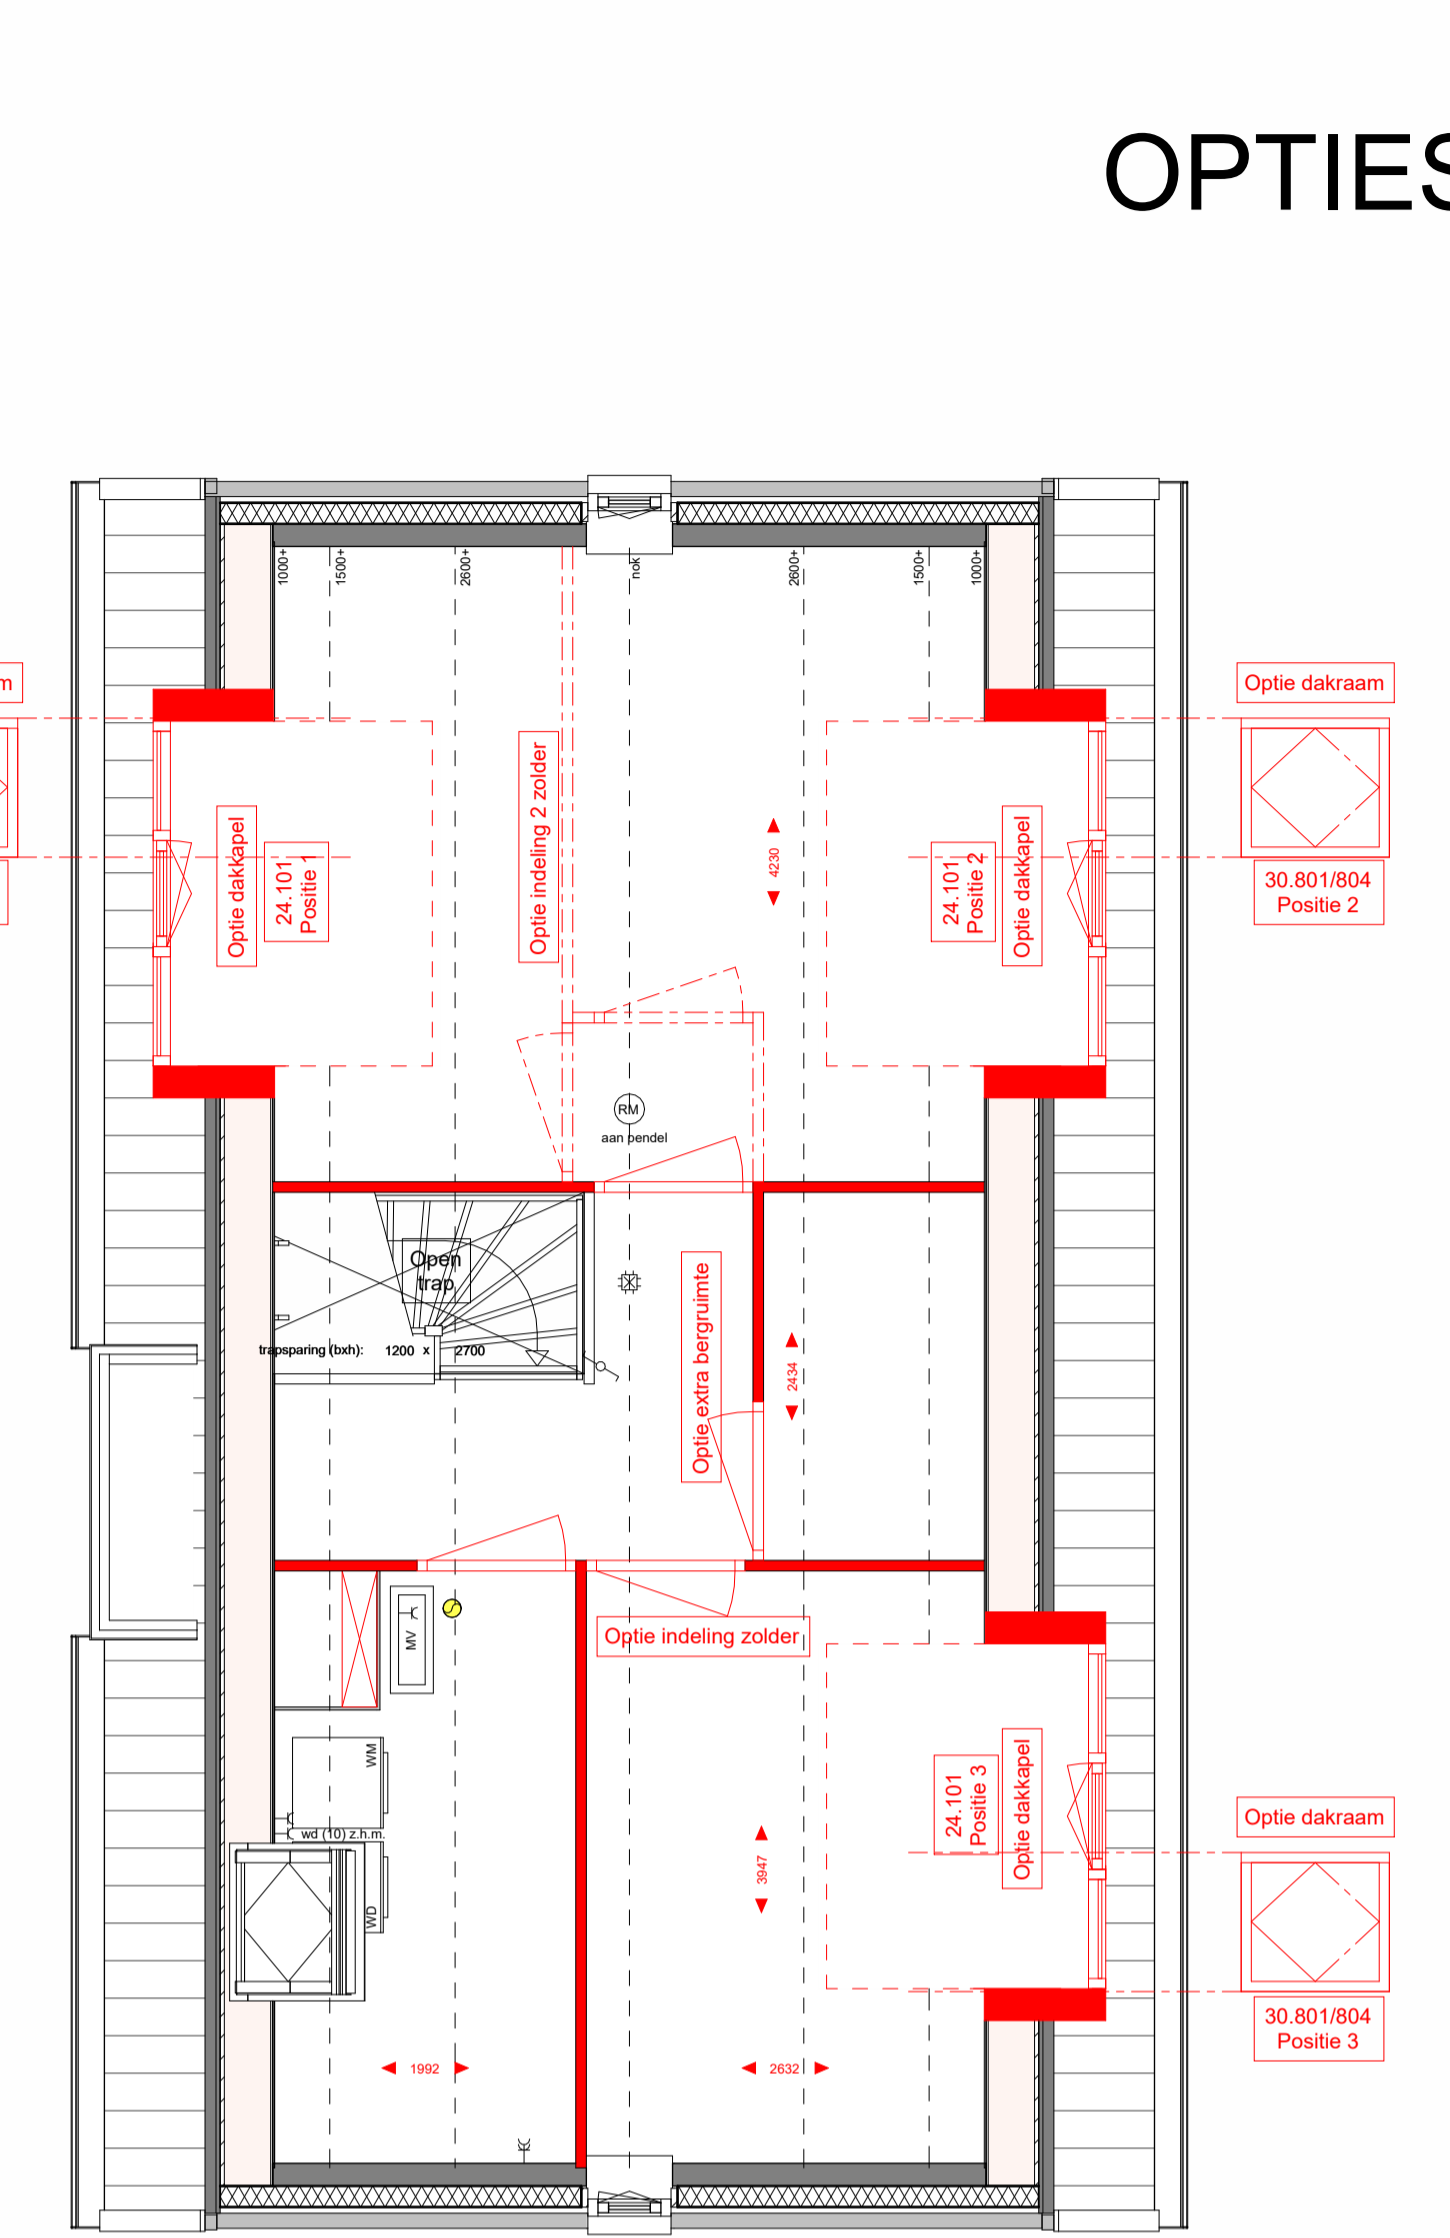 OPTIES
1000+
1500+
2600+
nok
2600+
1500+
1000+
m
Optie dakraam
30.801/804
Positie 2
Optie dakkapel
24.101
Positie 1
Optie indeling 2 zolder
4230
24.101
Positie 2
Optie dakkapel
RM
aan pendel
Open
trap
trapsparing (bxh): 1200 x 2700
Optie extra bergruimte
2434
MV
Optie indeling zolder
WM
wd (10) z.h.m.
WD
3947
24.101
Positie 3
Optie dakkapel
Optie dakraam
30.801/804
Positie 3
1992
2632